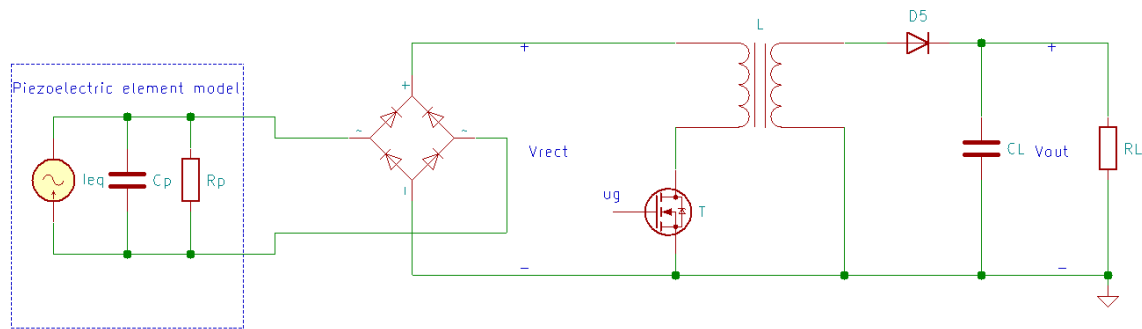 L
D5
+
+
Piezoelectric element model
+
~
~
Ieq
Cp
Rp
Vrect
CL
Vout
RL
ug
T
-
-
-